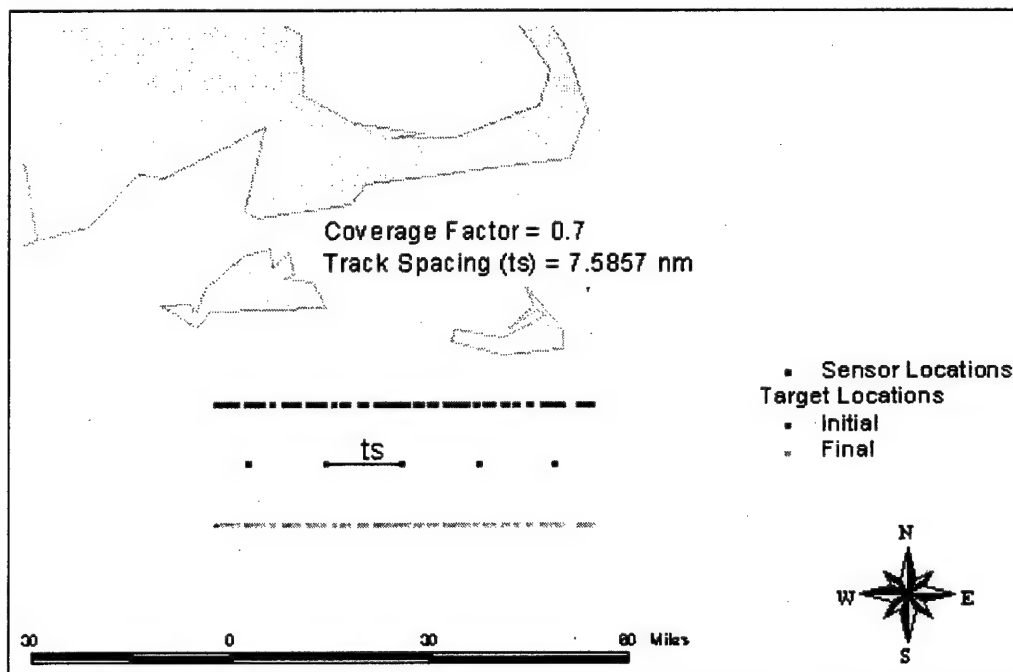 Coverage Factor = 0.7
Track Spacing (ts) = 7.5857 nm
Sensor Locations
Target Locations
Initial
Final
ts
N
W E
S
30 0 30 60 Miles